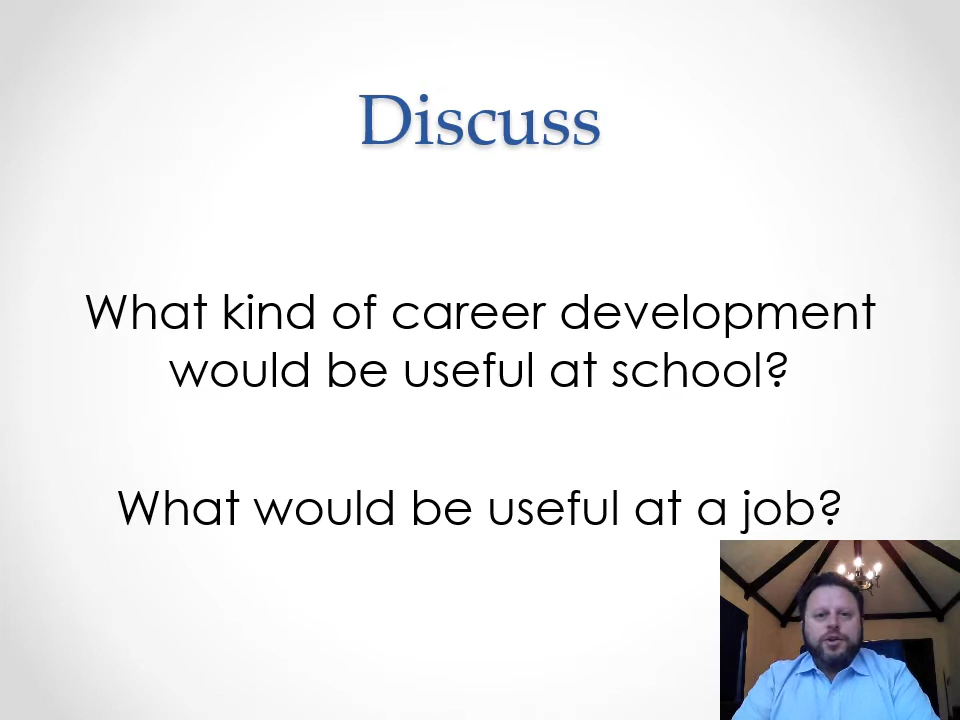 Discuss
What kind of career development
would be useful at school?
What would be useful at a job?